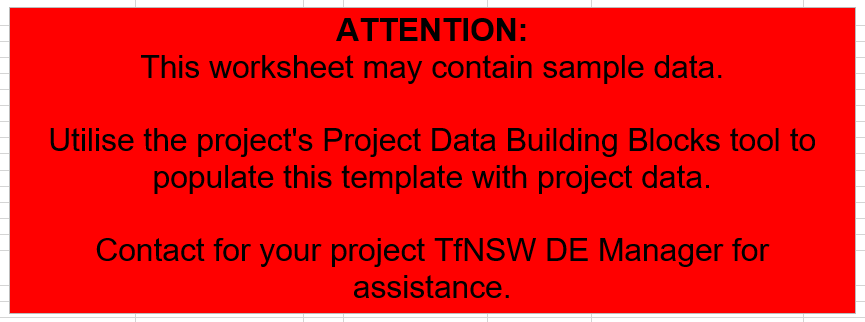 ATTENTION:
This worksheet may contain sample data.
Utilise the project's Project Data Building Blocks tool to
populate this template with project data.
Contact for your project TfNSW DE Manager for
assistance.